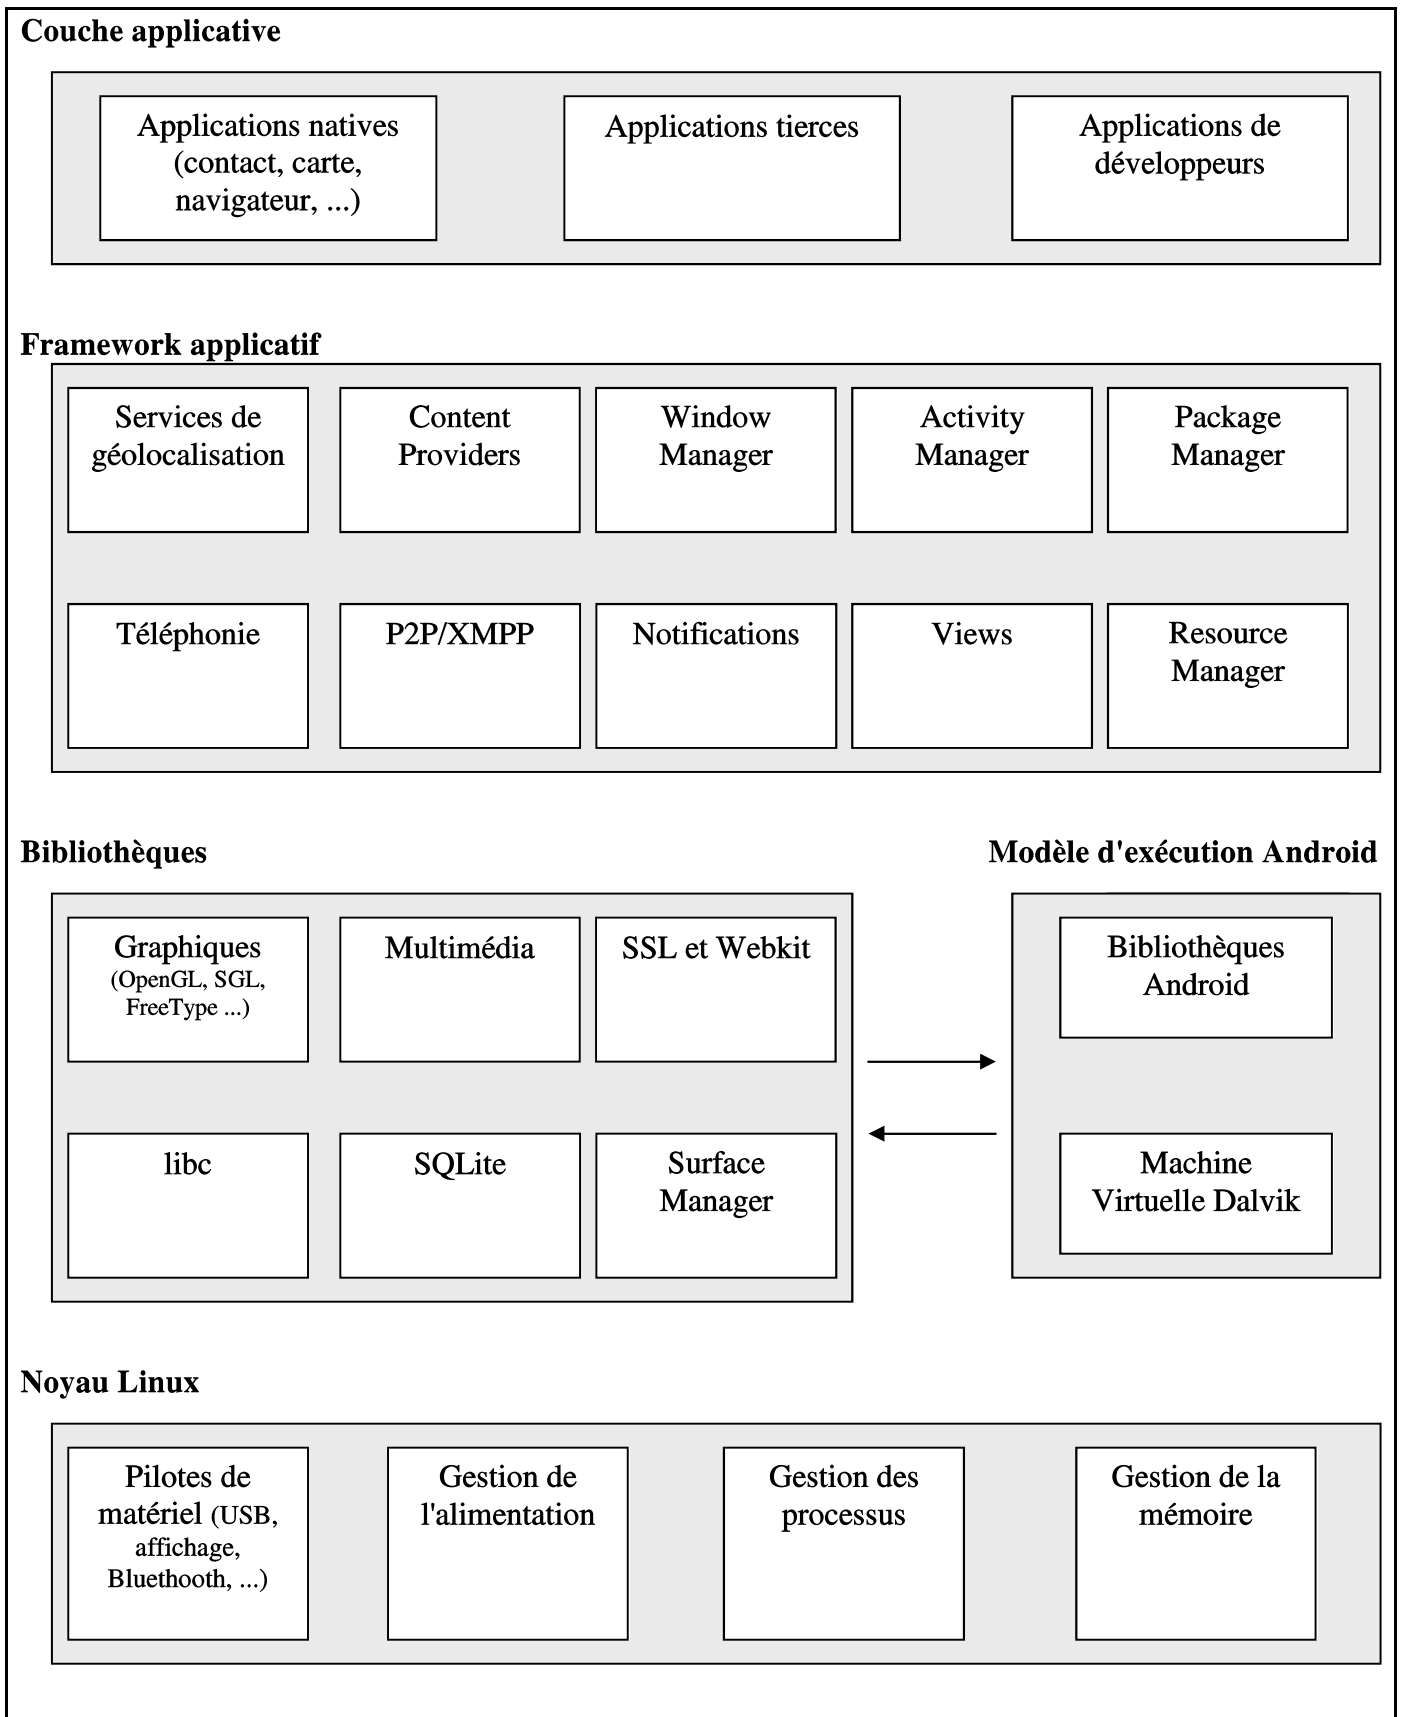 Couche applicative
Applications natives
(contact, carte,
navigateur, ...)
Applications tierces
Applications de
développeurs
Framework applicatif
Services de
géolocalisation
Content
Providers
Window
Manager
Activity
Manager
Package
Manager
Téléphonie
P2P/XMPP
Notifications
Views
Resource
Manager
Bibliothèques
Graphiques
(OpenGL, SGL,
FreeType ...)
Multimédia
SSL et Webkit
libc
SQLite
Surface
Manager
Modèle d'exécution Android
Bibliothèques
Android
Machine
Virtuelle Dalvik
Noyau Linux
Pilotes de
matériel (USB,
affichage,
Bluethooth, ...)
Gestion de
l'alimentation
Gestion des
processus
Gestion de la
mémoire